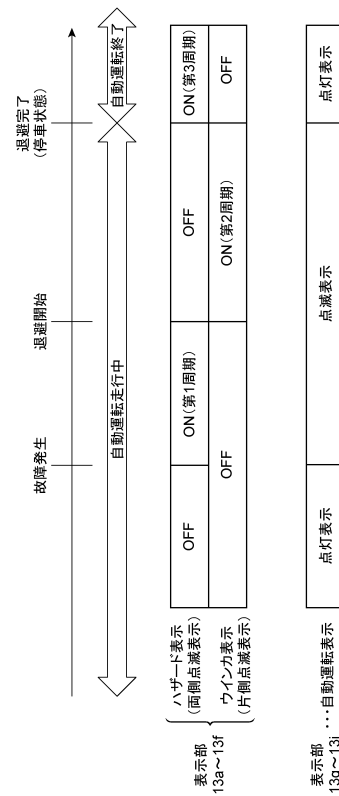 故障発生
退避開始
退避完了
(停車状態)
自動運転走行中
自動運転終了
表示部
13a～13f
ハザード表示
(両側点滅表示)
OFF
ON(第1周期)
OFF
ON(第3周期)
ウインカ表示
(片側点滅表示)
OFF
ON(第2周期)
OFF
表示部
13g～13j
･･･自動運転表示
点灯表示
点滅表示
点灯表示